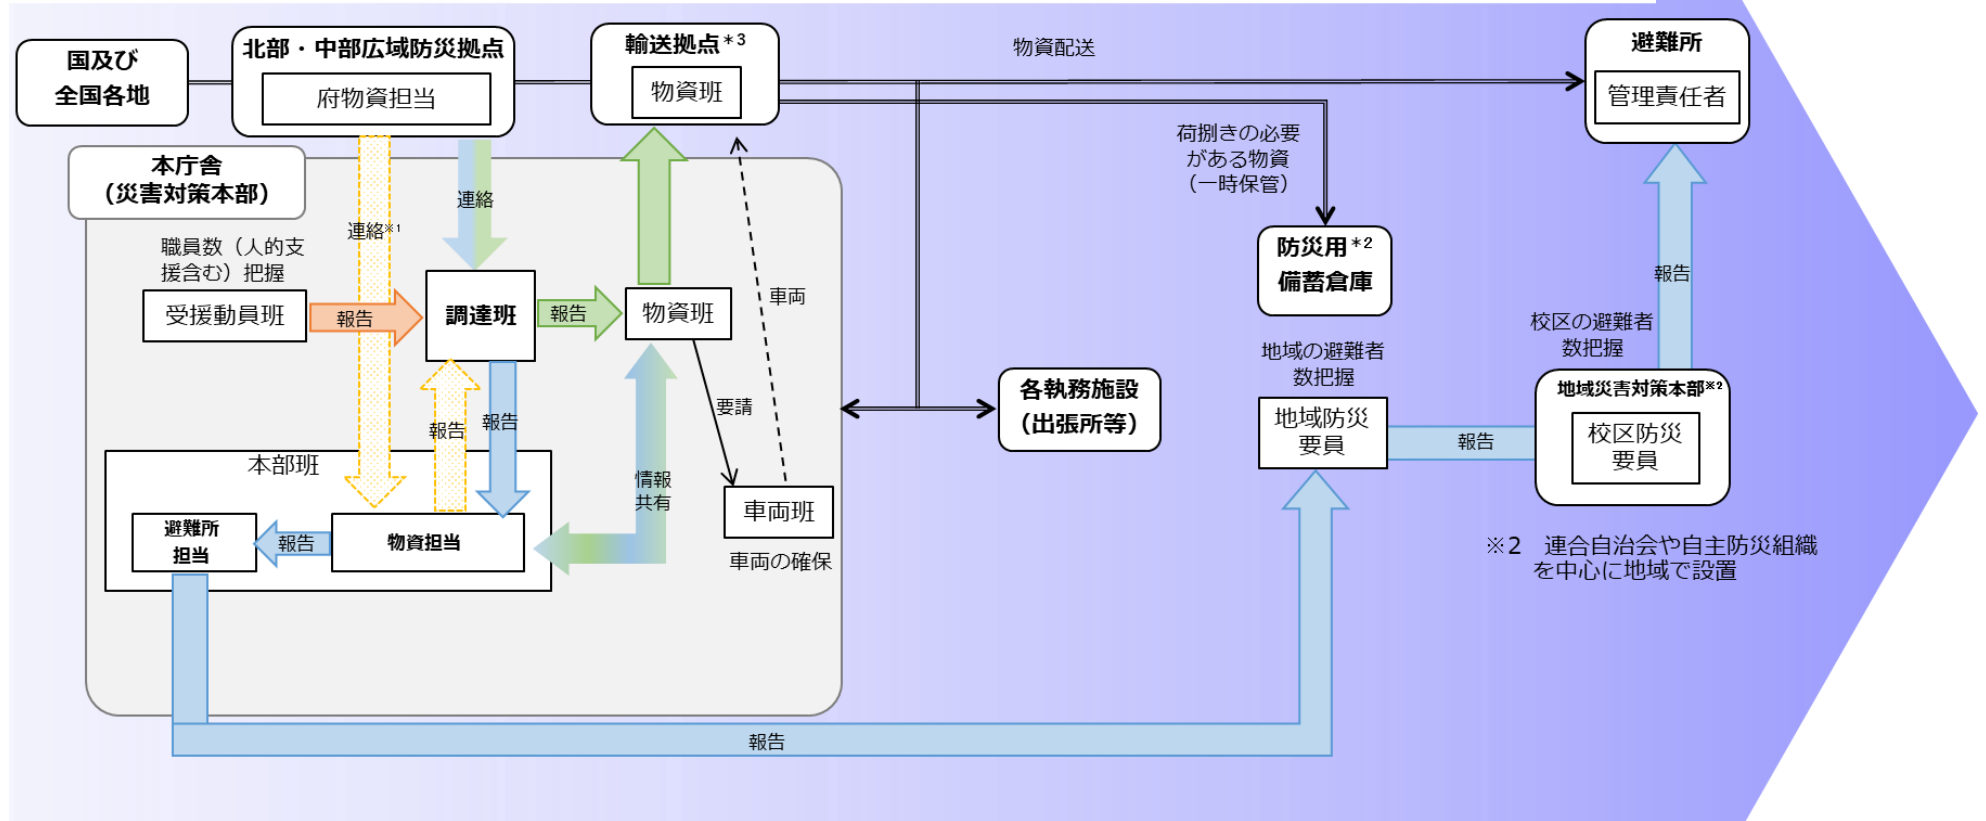 国及び
全国各地
北部・中部広域防災拠点
府物資担当
輸送拠点*3
物資班
物資配送
避難所
管理責任者
荷捌きの必要
がある物資
（一時保管）
本庁舎
（災害対策本部）
連絡※1
連絡
職員数（人的支
援含む）把握
受援動員班
報告
調達班
報告
物資班
車両
防災用*2
備蓄倉庫
報告
校区の避難者
数把握
地域の避難者
数把握
各執務施設
（出張所等）
地域災害対策本部※2
校区防災
要員
地域防災
要員
報告
要請
報告
報告
本部班
情報
共有
車両班
車両の確保
避難所
担当
報告
物資担当
※2　連合自治会や自主防災組織
を中心に地域で設置
報告